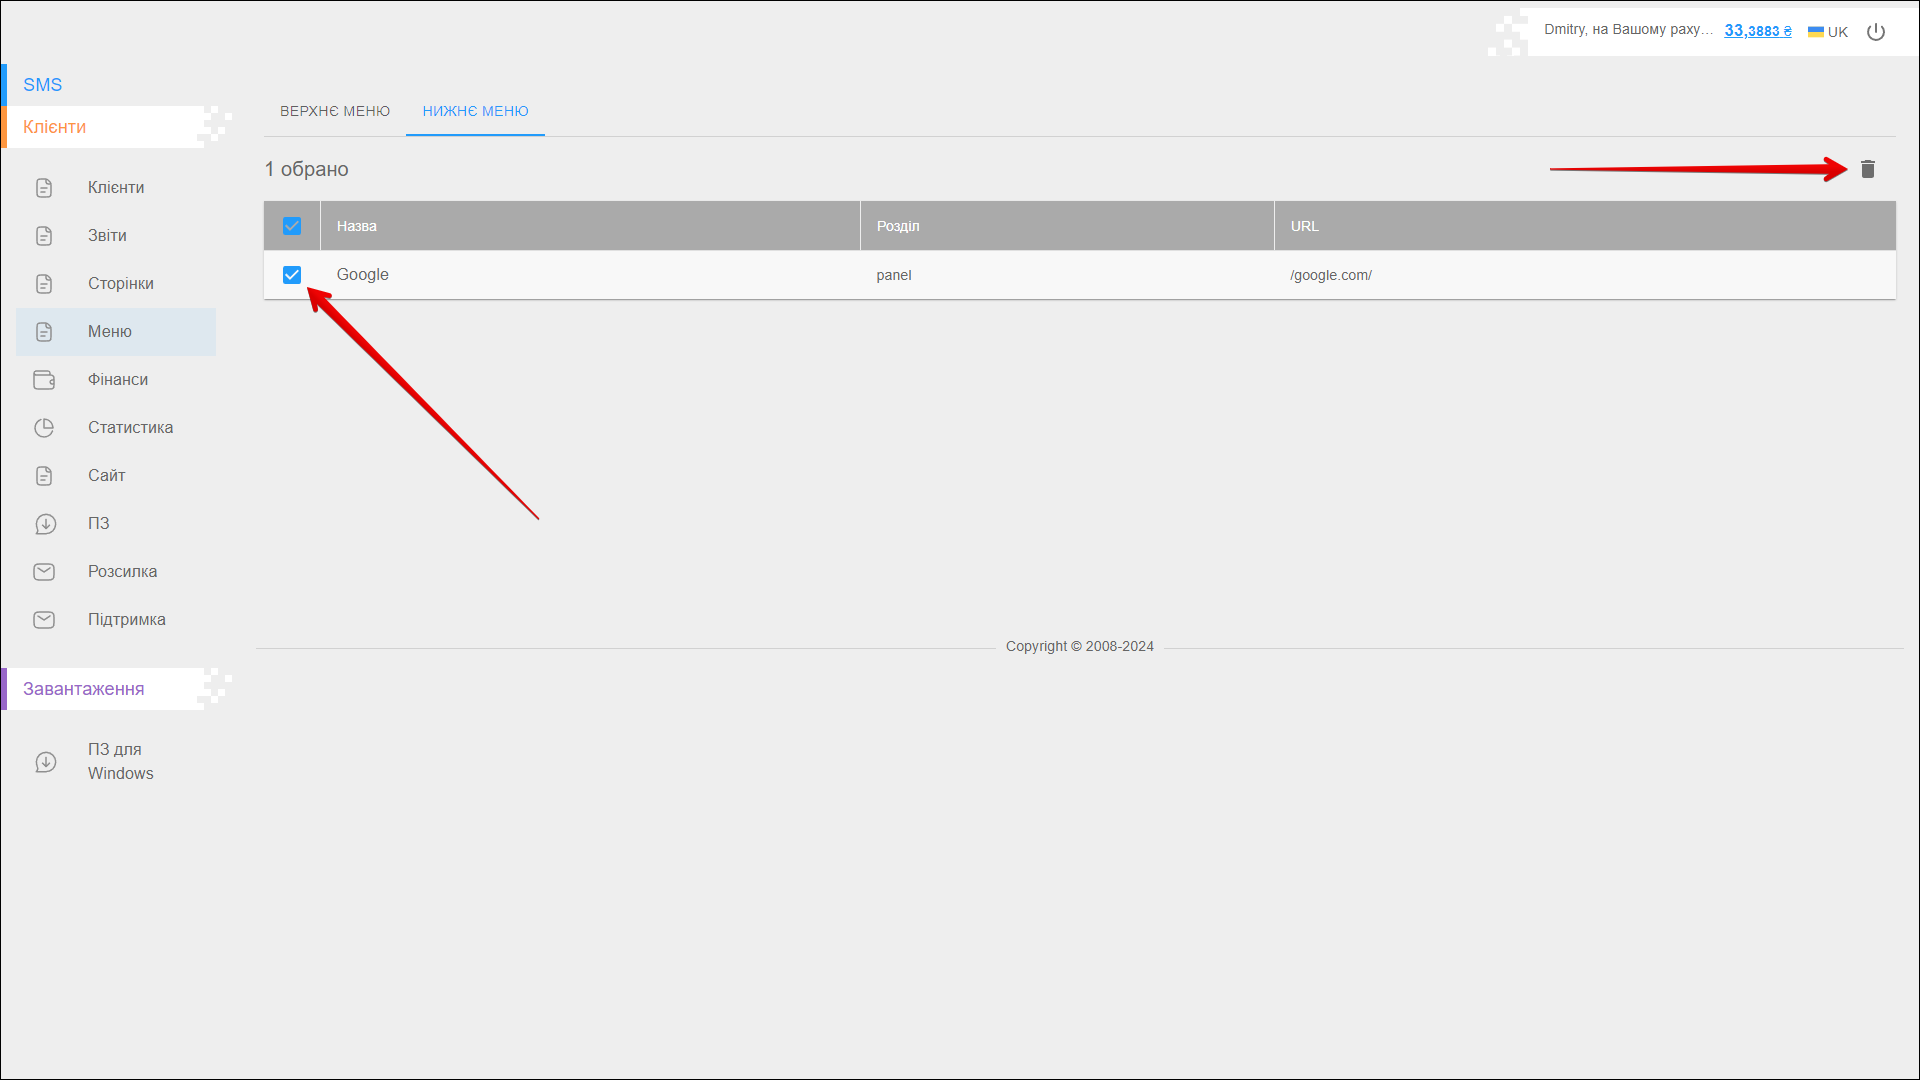 Dmitry, на Вашому раху... 33,3883 ₴ UK
SMS
Клієнти
Клієнти
Звіти
Сторінки
Меню
Фінанси
Статистика
Сайт
ПЗ
Розсилка
Підтримка
Завантаження
ПЗ для
Windows
ВЕРХНЄ МЕНЮ НИЖНЄ МЕНЮ
1 обрано
Назва Розділ URL
Google panel /google.com/
Copyright © 2008-2024